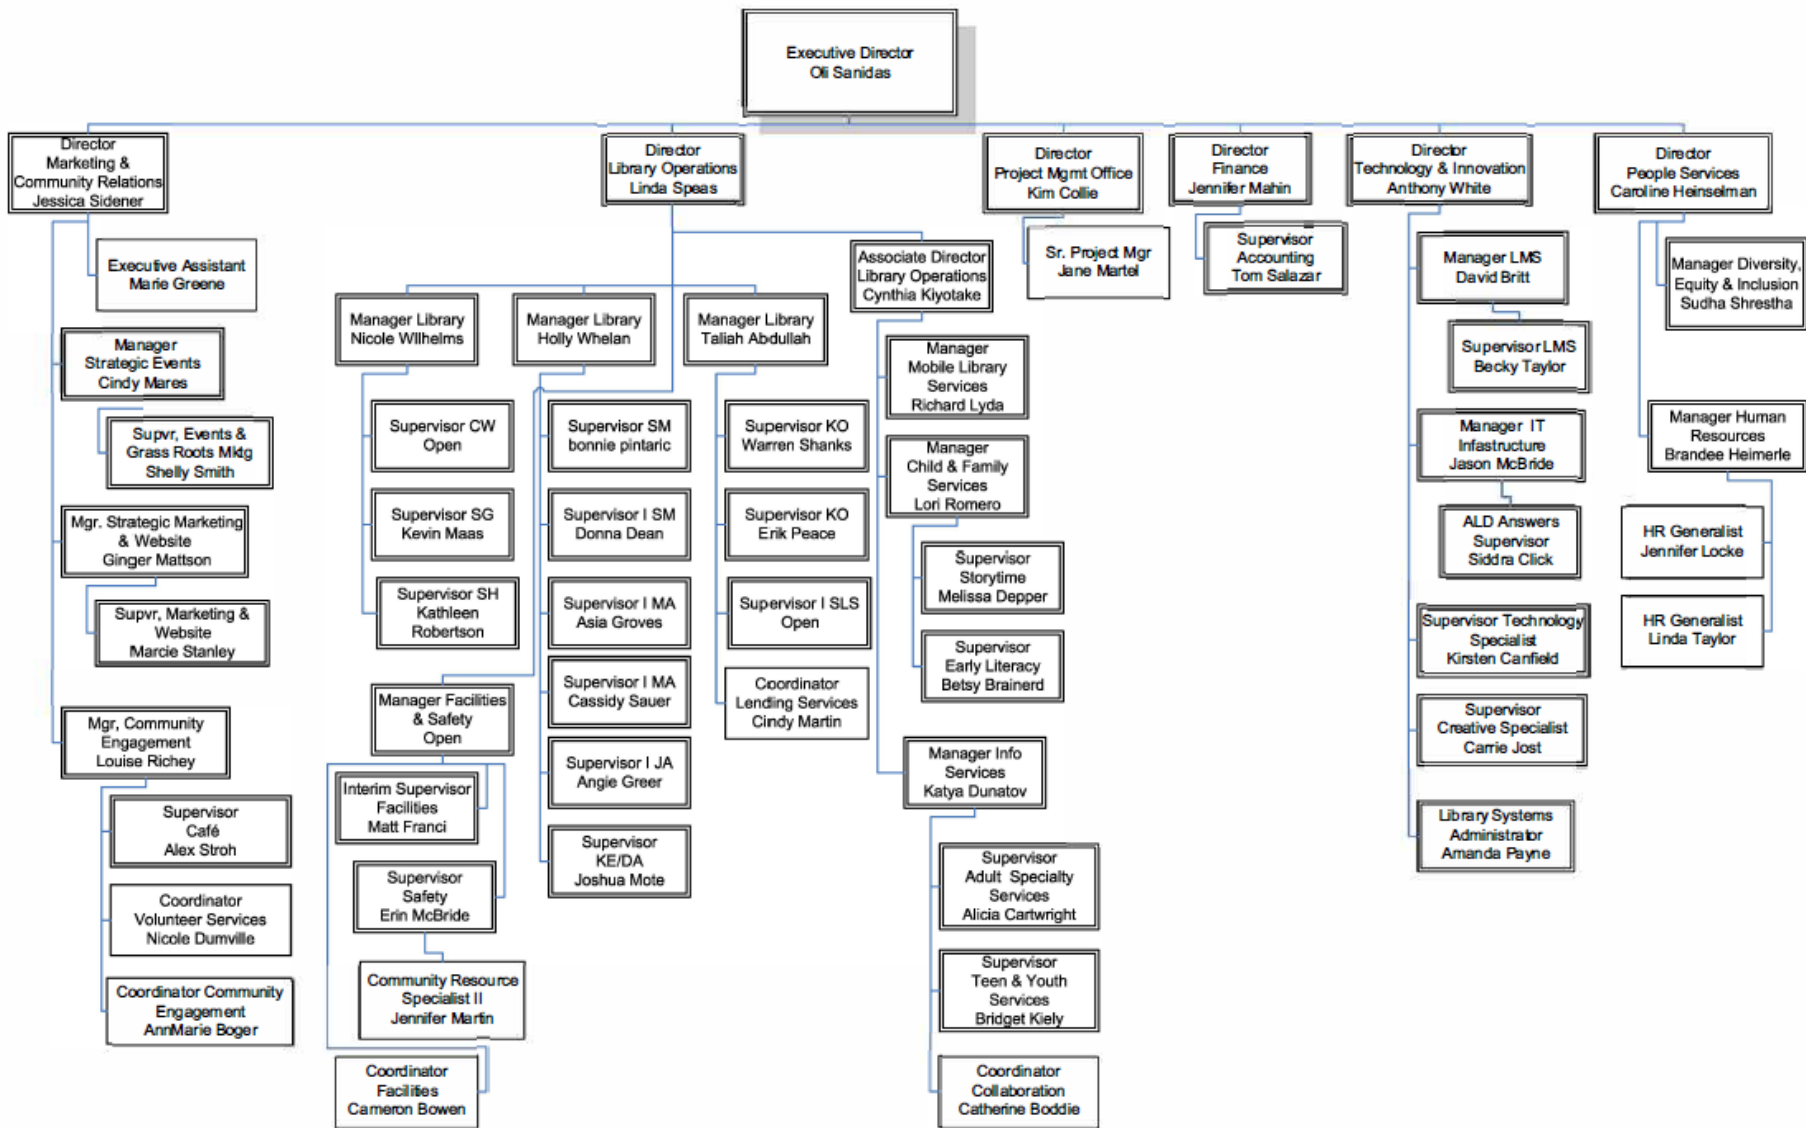 Executive Director
Oli Sanidas
Director
Marketing &
Community Relations
Jessica Sidener
Director
Library Operations
Linda Speas
Director
Project Mgmt Office
Kim Collie
Director
Finance
Jennifer Mahin
Director
Technology & Innovation
Anthony White
Director
People Services
Caroline Heinselman
Executive Assistant
Marie Greene
Manager
Strategic Events
Cindy Mares
Supvr, Events &
Grass Roots Mktg
Shelly Smith
Mgr. Strategic Marketing
& Website
Ginger Mattson
Supvr, Marketing &
Website
Marcie Stanley
Mgr, Community
Engagement
Louise Richey
Supervisor
Café
Alex Stroh
Coordinator
Volunteer Services
Nicole Dumville
Coordinator Community
Engagement
AnnMarie Boger
Manager Library
Nicole WIlhelms
Supervisor CW
Open
Supervisor SG
Kevin Maas
Supervisor SH
Kathleen
Robertson
Manager Library
Holly Whelan
Supervisor SM
bonnie pintaric
Supervisor I SM
Donna Dean
Supervisor I MA
Asia Groves
Supervisor I MA
Cassidy Sauer
Supervisor I JA
Angie Greer
Supervisor
KE/DA
Joshua Mote
Manager Library
Taliah Abdullah
Supervisor KO
Warren Shanks
Supervisor KO
Erik Peace
Supervisor I SLS
Open
Coordinator
Lending Services
Cindy Martin
Manager Facilities
& Safety
Open
Interim Supervisor
Facilities
Matt Franci
Supervisor
Safety
Erin McBride
Community Resource
Specialist II
Jennifer Martin
Coordinator
Facilities
Cameron Bowen
Associate Director
Library Operations
Cynthia Kiyotake
Manager
Mobile Library
Services
Richard Lyda
Manager
Child & Family
Services
Lori Romero
Supervisor
Storytime
Melissa Depper
Supervisor
Early Literacy
Betsy Brainerd
Manager Info
Services
Katya Dunatov
Supervisor
Adult Specialty
Services
Alicia Cartwright
Supervisor
Teen & Youth
Services
Bridget Kiely
Coordinator
Collaboration
Catherine Boddie
Sr. Project Mgr
Jane Martel
Supervisor
Accounting
Tom Salazar
Manager LMS
David Britt
Supervisor LMS
Becky Taylor
Manager IT
Infastructure
Jason McBride
ALD Answers
Supervisor
Siddra Click
Supervisor Technology
Specialist
Kirsten Canfield
Supervisor
Creative Specialist
Carrie Jost
Library Systems
Administrator
Amanda Payne
Manager Diversity,
Equity & Inclusion
Sudha Shrestha
Manager Human
Resources
Brandee Heimerle
HR Generalist
Jennifer Locke
HR Generalist
Linda Taylor